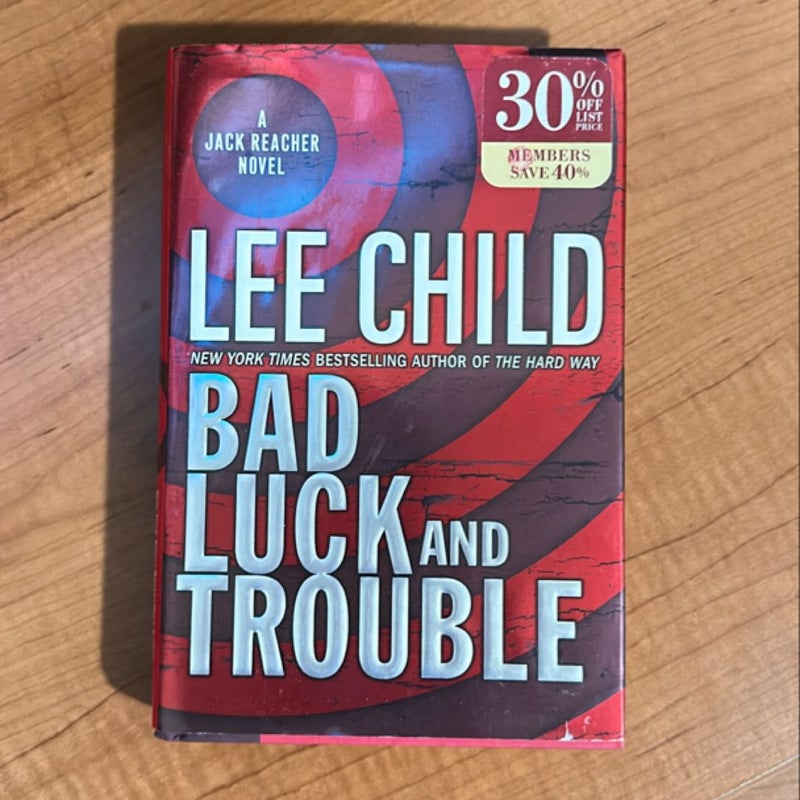 A
JACK REACHER
NOVEL
30% OFF LIST PRICE
MEMBERS
SAVE 40%
LEE CHILD
NEW YORK TIMES BESTSELLING AUTHOR OF THE HARD WAY
BAD
LUCK AND
TROUBLE